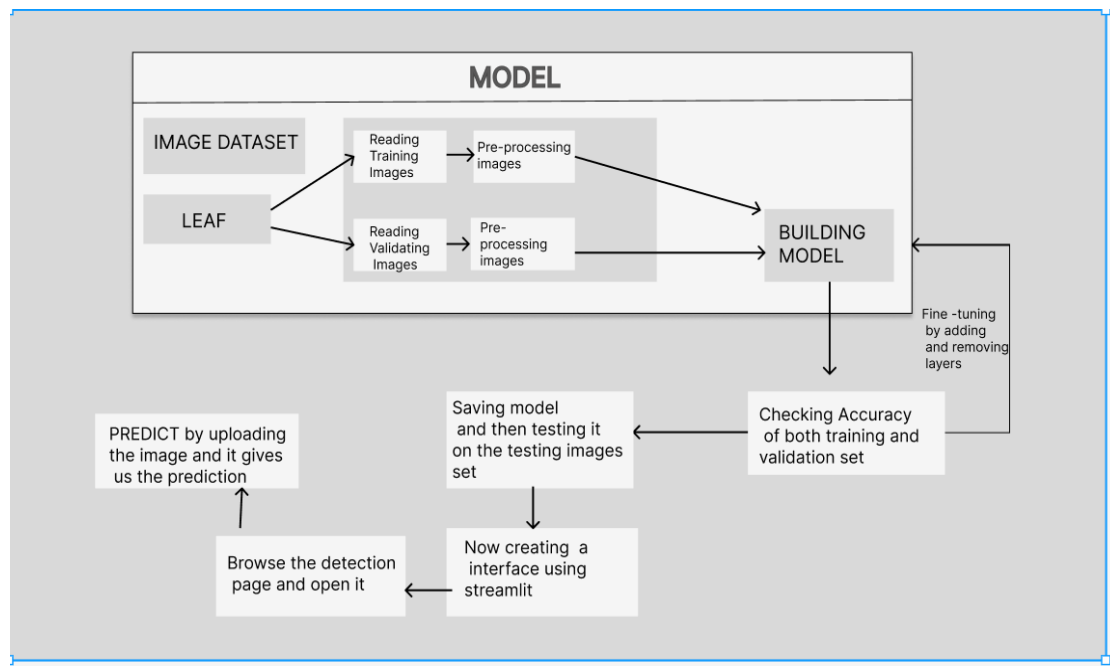 MODEL
IMAGE DATASET
LEAF
Reading
Training
Images
Pre-processing
images
Reading
Validating
Images
Pre-
processing
images
BUILDING
MODEL
Fine -tuning
by adding
and removing
layers
Checking Accuracy
of both training and
validation set
Saving model
and then testing it
on the testing images
set
Now creating a
interface using
streamlit
Browse the detection
page and open it
PREDICT by uploading
the image and it gives
us the prediction